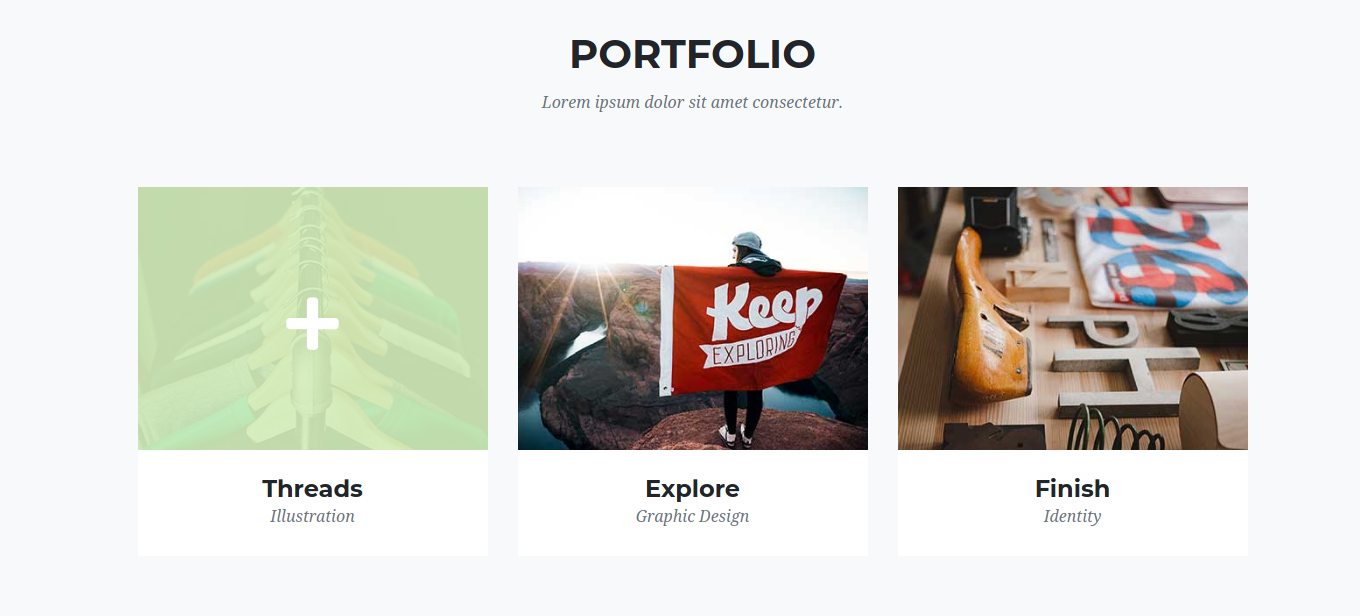 PORTFOLIO
Lorem ipsum dolor sit amet consectetur.
Keep
EXPLORING
P
H
Threads
Illustration
Explore
Graphic Design
Finish
Identity